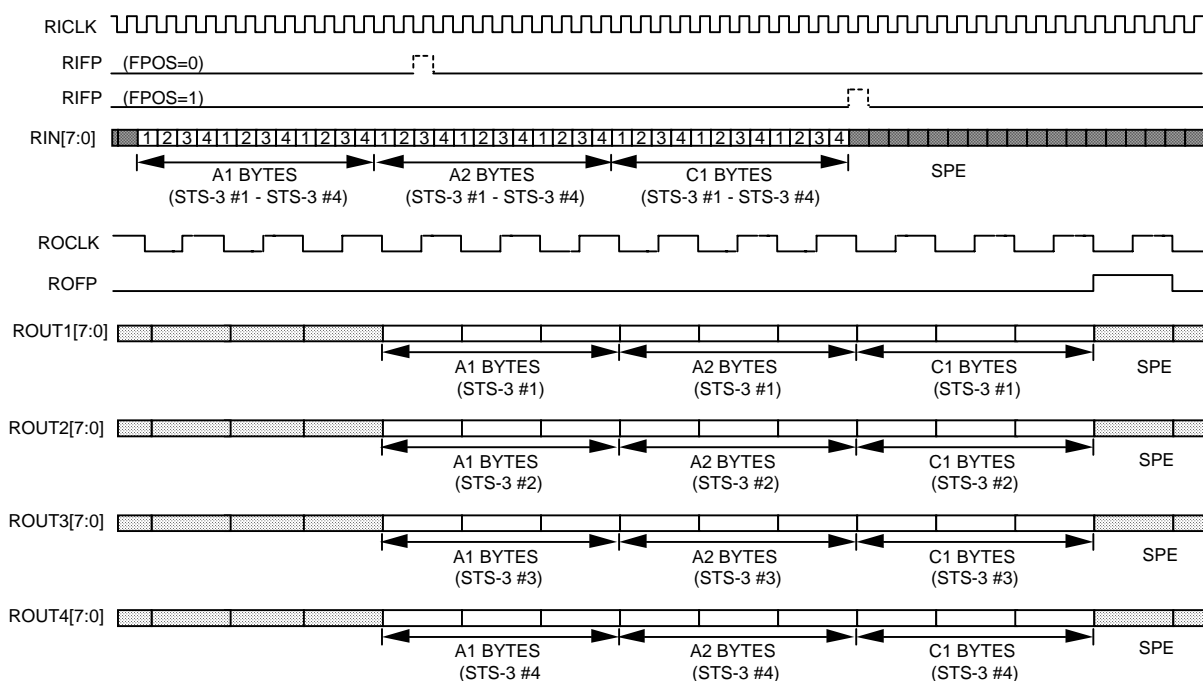 RICLK
RIFP (FPOS=0)
RIFP (FPOS=1)
RIN[7:0] 1 2 3 4 1 2 3 4 1 2 3 4 1 2 3 4 1 2 3 4 1 2 3 4 1 2 3 4 1 2 3 4 1 2 3 4
A1 BYTES A2 BYTES C1 BYTES SPE
(STS-3 #1 - STS-3 #4) (STS-3 #1 - STS-3 #4) (STS-3 #1 - STS-3 #4)
ROCLK
ROFP
ROUT1[7:0]
A1 BYTES A2 BYTES C1 BYTES SPE
(STS-3 #1) (STS-3 #1) (STS-3 #1)
ROUT2[7:0]
A1 BYTES A2 BYTES C1 BYTES SPE
(STS-3 #2) (STS-3 #2) (STS-3 #2)
ROUT3[7:0]
A1 BYTES A2 BYTES C1 BYTES SPE
(STS-3 #3) (STS-3 #3) (STS-3 #3)
ROUT4[7:0]
A1 BYTES A2 BYTES C1 BYTES SPE
(STS-3 #4 (STS-3 #4) (STS-3 #4)